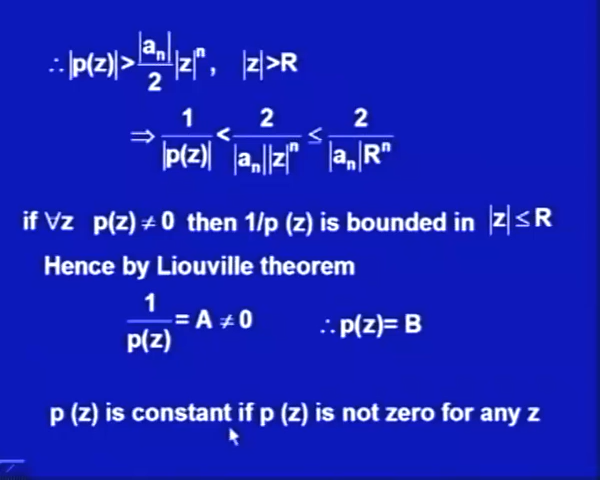 ∴|p(z)|>|aₙ|/2 |z|ⁿ, |z|>R
⇒ 1/|p(z)| < 2/|aₙ||z|ⁿ ≤ 2/|aₙ|Rⁿ
if ∀z p(z) ≠ 0 then 1/p (z) is bounded in |z| ≤ R
Hence by Liouville theorem
1/p(z) = A ≠ 0 ∴p(z)= B
p (z) is constant if p (z) is not zero for any z